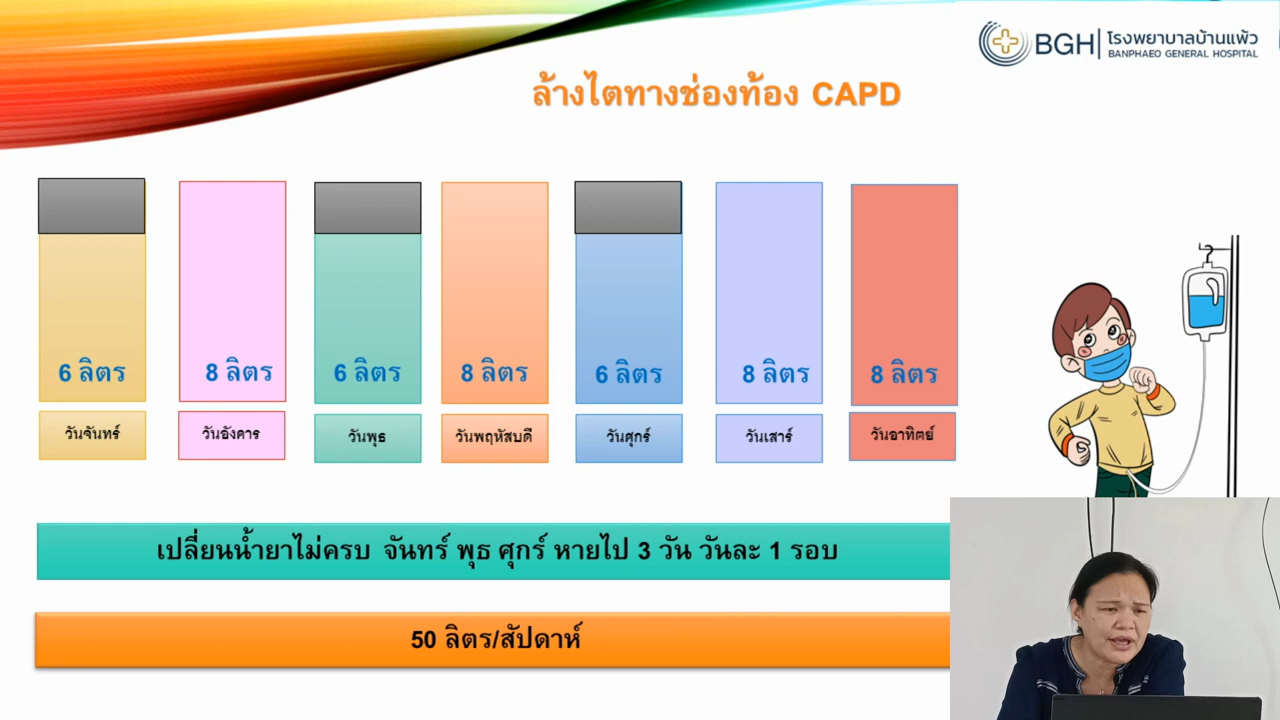 BGH โรงพยาบาลบ้านแพ้ว
BANPHAEO GENERAL HOSPITAL
ล้างไตทางช่องท้อง CAPD
6 ลิตร 8 ลิตร 6 ลิตร 8 ลิตร 6 ลิตร 8 ลิตร 8 ลิตร
วันจันทร์ วันอังคาร วันพุธ วันพฤหัสบดี วันศุกร์ วันเสาร์ วันอาทิตย์
เปลี่ยนน้ำยาไม่ครบ จันทร์ พุธ ศุกร์ หายไป 3 วัน วันละ 1 รอบ
50 ลิตร/สัปดาห์